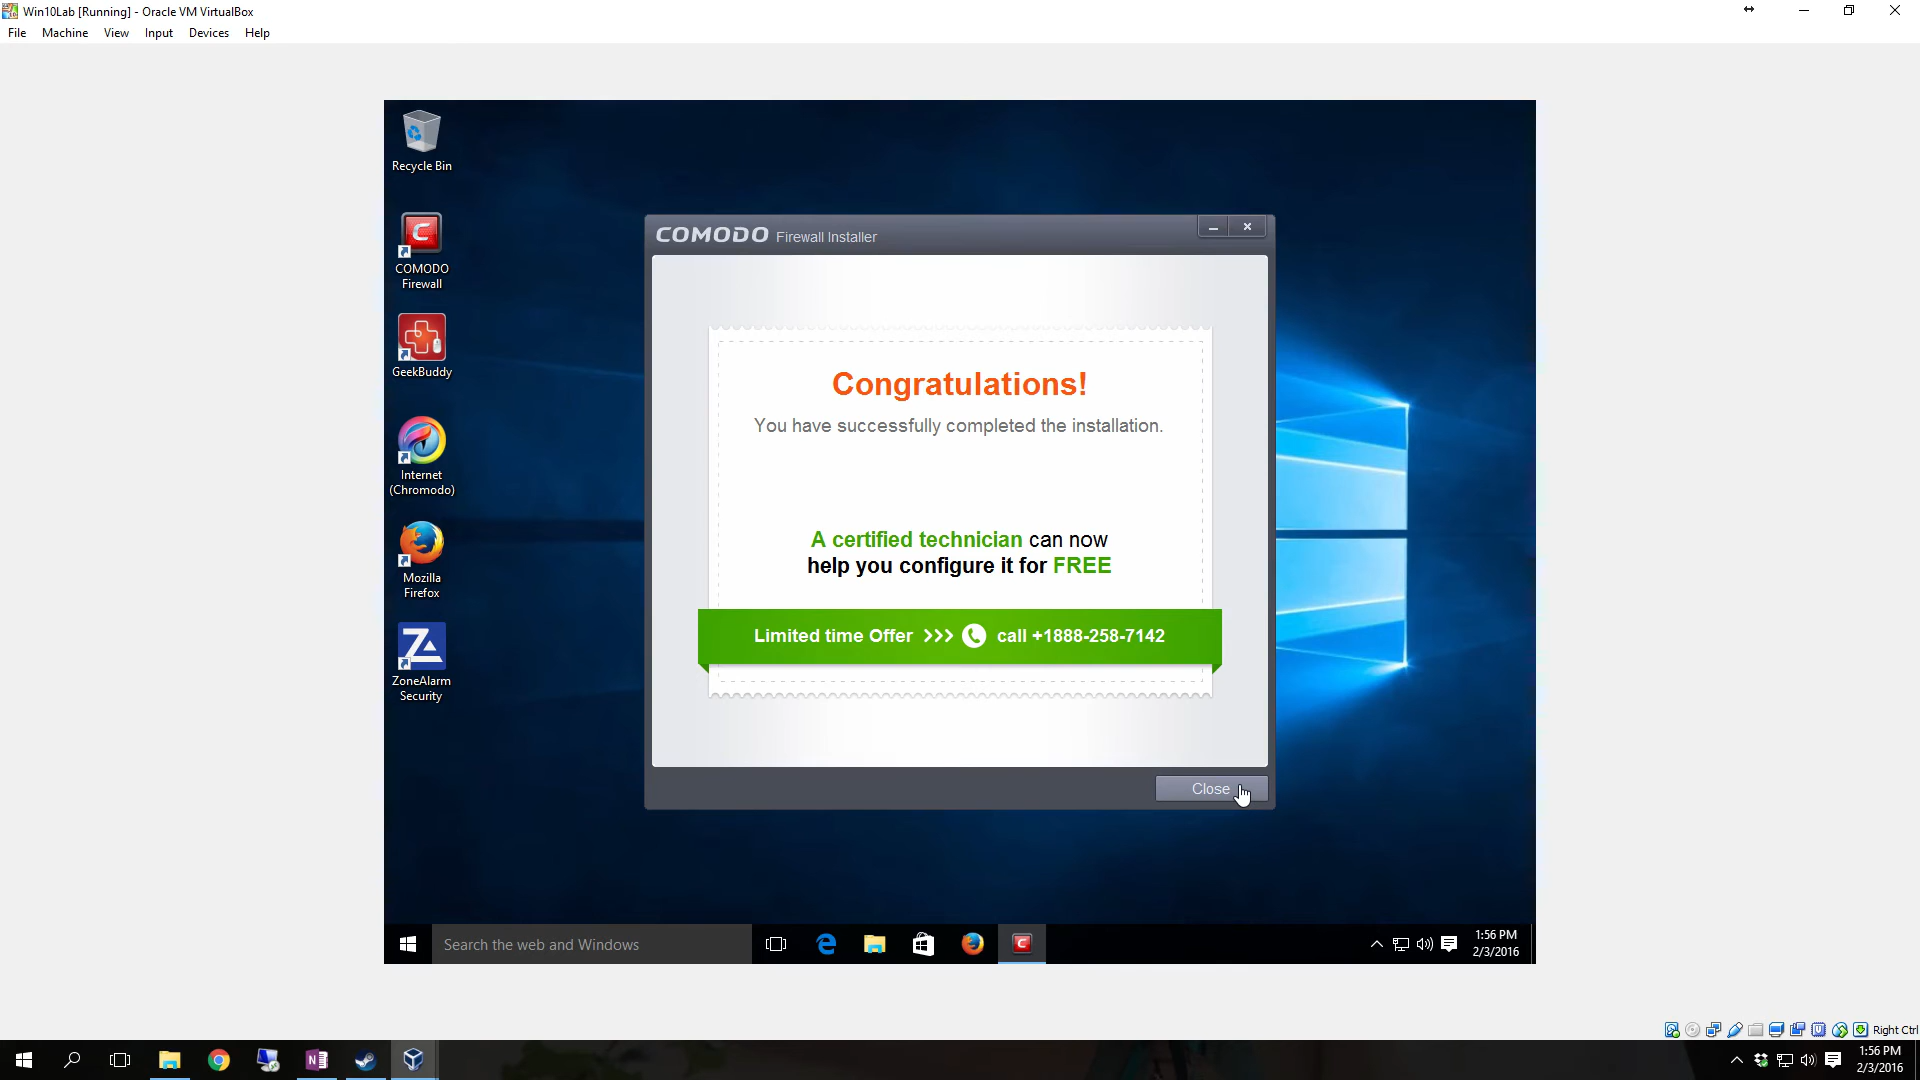 Win10Lab [Running] - Oracle VM VirtualBox
File Machine View Input Devices Help
Recycle Bin
COMODO
Firewall
GeekBuddy
Internet
(Chromodo)
Mozilla
Firefox
ZoneAlarm
Security
COMODO Firewall Installer
Congratulations!
You have successfully completed the installation.
A certified technician can now
help you configure it for FREE
Limited time Offer >>> call +1888-258-7142
Close
Search the web and Windows
1:56 PM
2/3/2016
Right Ctrl
1:56 PM
2/3/2016